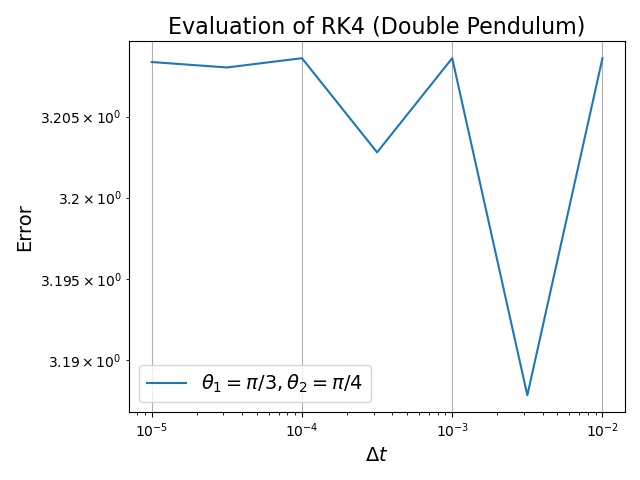 Evaluation of RK4 (Double Pendulum)
Error
3.205 × 10⁰
3.2 × 10⁰
3.195 × 10⁰
3.19 × 10⁰
θ₁ = π/3, θ₂ = π/4
10⁻⁵ 10⁻⁴ 10⁻³ 10⁻²
Δt